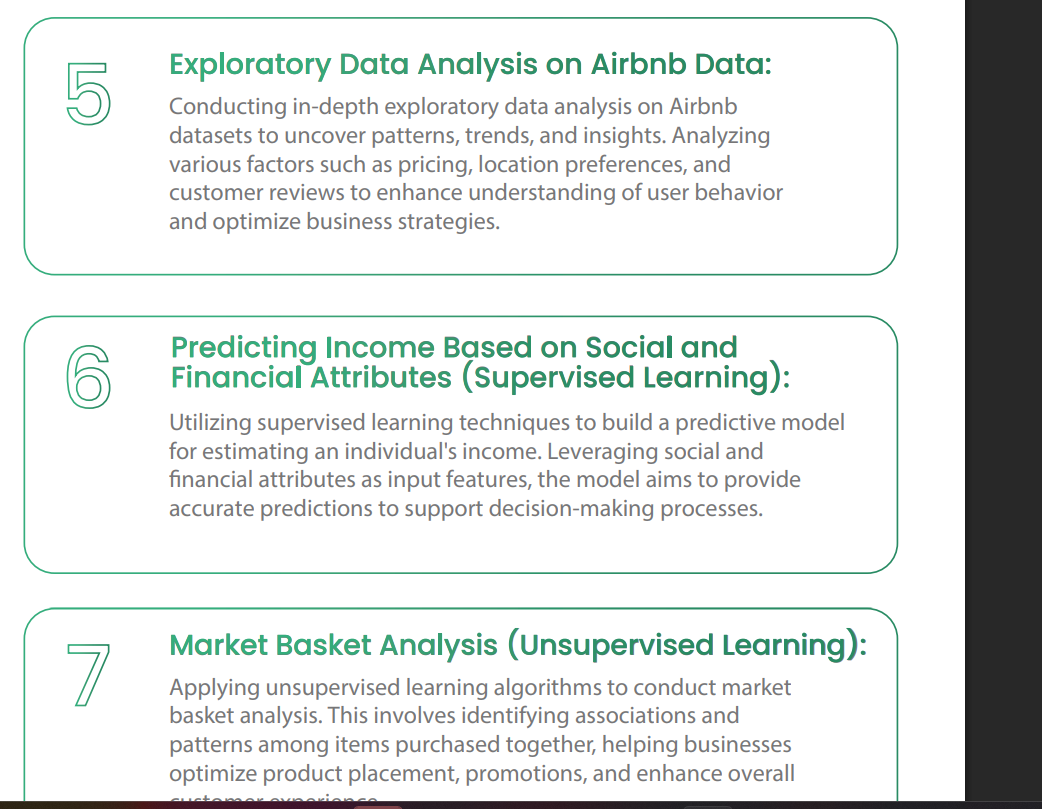 5
Exploratory Data Analysis on Airbnb Data:
Conducting in-depth exploratory data analysis on Airbnb
datasets to uncover patterns, trends, and insights. Analyzing
various factors such as pricing, location preferences, and
customer reviews to enhance understanding of user behavior
and optimize business strategies.
6
Predicting Income Based on Social and
Financial Attributes (Supervised Learning):
Utilizing supervised learning techniques to build a predictive model
for estimating an individual's income. Leveraging social and
financial attributes as input features, the model aims to provide
accurate predictions to support decision-making processes.
7
Market Basket Analysis (Unsupervised Learning):
Applying unsupervised learning algorithms to conduct market
basket analysis. This involves identifying associations and
patterns among items purchased together, helping businesses
optimize product placement, promotions, and enhance overall
customer experience.